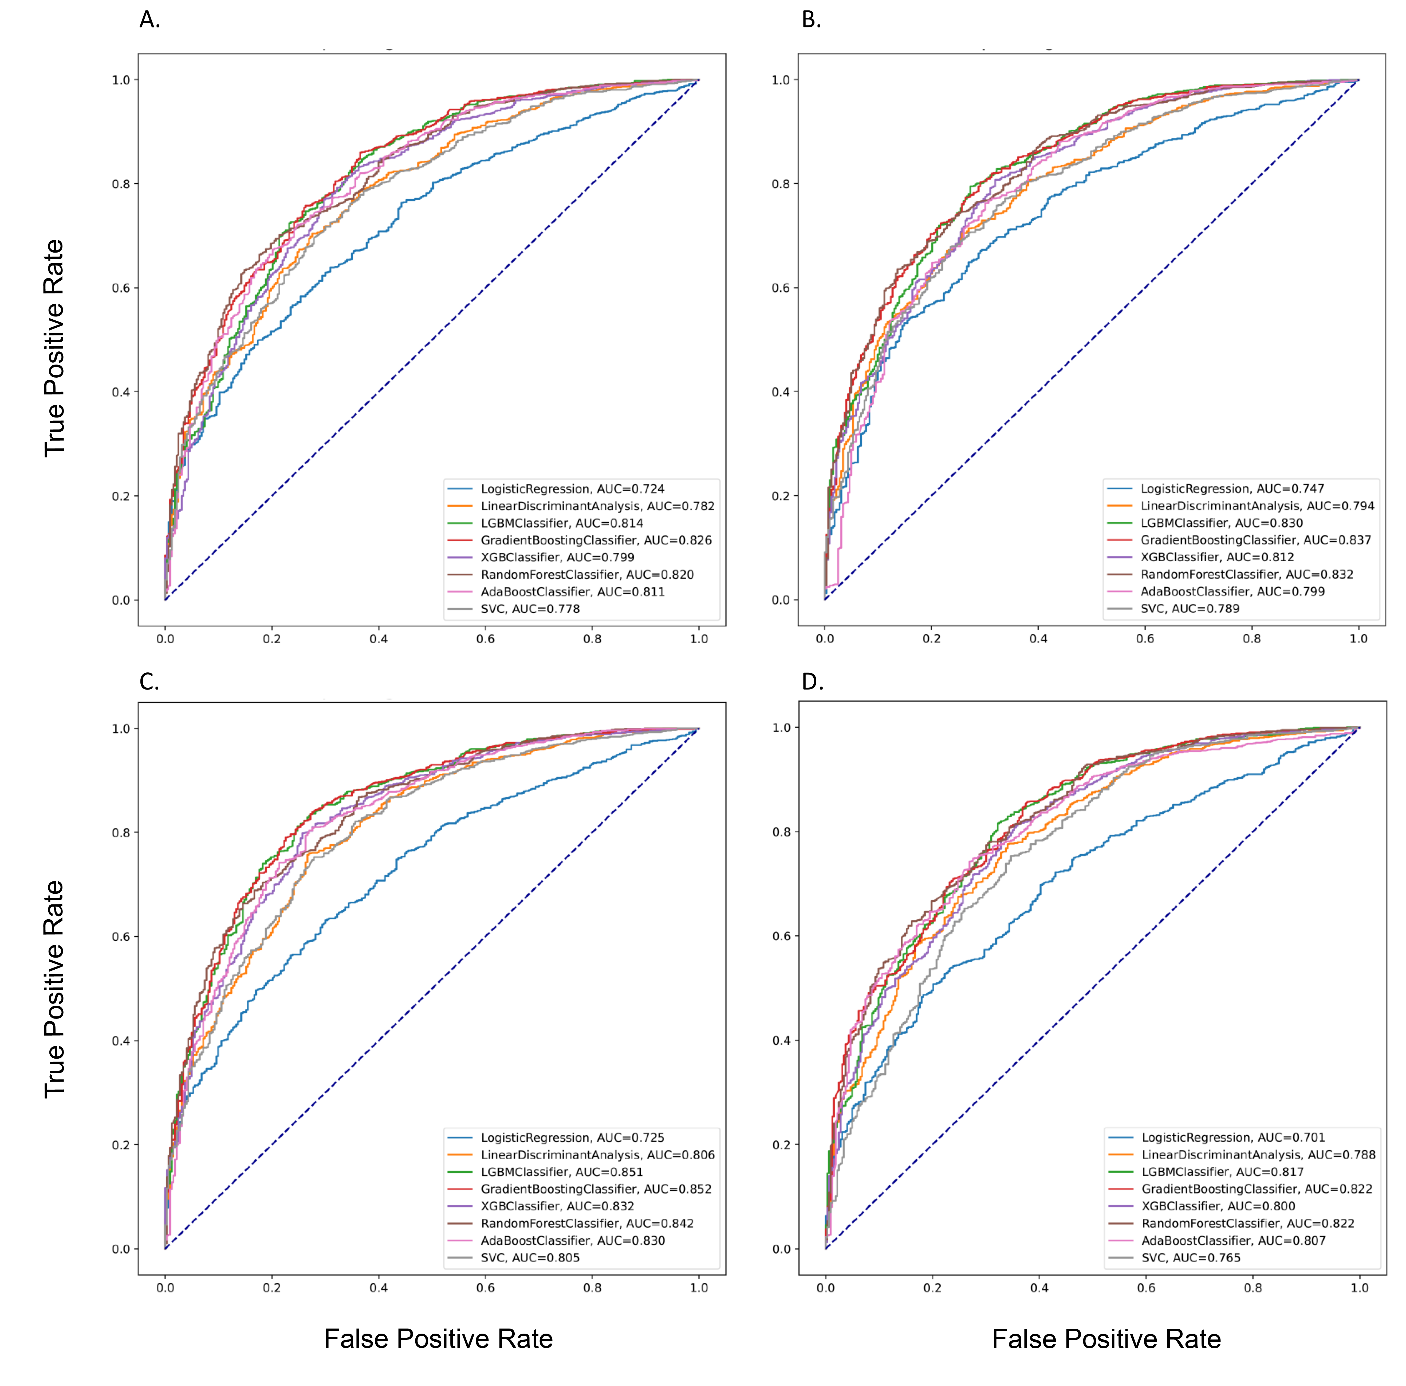 A.
True Positive Rate
1.0
0.8
0.6
0.4
0.2
0.0
LogisticRegression, AUC=0.724
LinearDiscriminantAnalysis, AUC=0.782
LGBMClassifier, AUC=0.814
GradientBoostingClassifier, AUC=0.826
XGBClassifier, AUC=0.799
RandomForestClassifier, AUC=0.820
AdaBoostClassifier, AUC=0.811
SVC, AUC=0.778
0.0 0.2 0.4 0.6 0.8 1.0
B.
1.0
0.8
0.6
0.4
0.2
0.0
LogisticRegression, AUC=0.747
LinearDiscriminantAnalysis, AUC=0.794
LGBMClassifier, AUC=0.830
GradientBoostingClassifier, AUC=0.837
XGBClassifier, AUC=0.812
RandomForestClassifier, AUC=0.832
AdaBoostClassifier, AUC=0.799
SVC, AUC=0.789
0.0 0.2 0.4 0.6 0.8 1.0
C.
True Positive Rate
1.0
0.8
0.6
0.4
0.2
0.0
LogisticRegression, AUC=0.725
LinearDiscriminantAnalysis, AUC=0.806
LGBMClassifier, AUC=0.851
GradientBoostingClassifier, AUC=0.852
XGBClassifier, AUC=0.832
RandomForestClassifier, AUC=0.842
AdaBoostClassifier, AUC=0.830
SVC, AUC=0.805
0.0 0.2 0.4 0.6 0.8 1.0
False Positive Rate
D.
1.0
0.8
0.6
0.4
0.2
0.0
LogisticRegression, AUC=0.701
LinearDiscriminantAnalysis, AUC=0.788
LGBMClassifier, AUC=0.817
GradientBoostingClassifier, AUC=0.822
XGBClassifier, AUC=0.800
RandomForestClassifier, AUC=0.822
AdaBoostClassifier, AUC=0.807
SVC, AUC=0.765
0.0 0.2 0.4 0.6 0.8 1.0
False Positive Rate